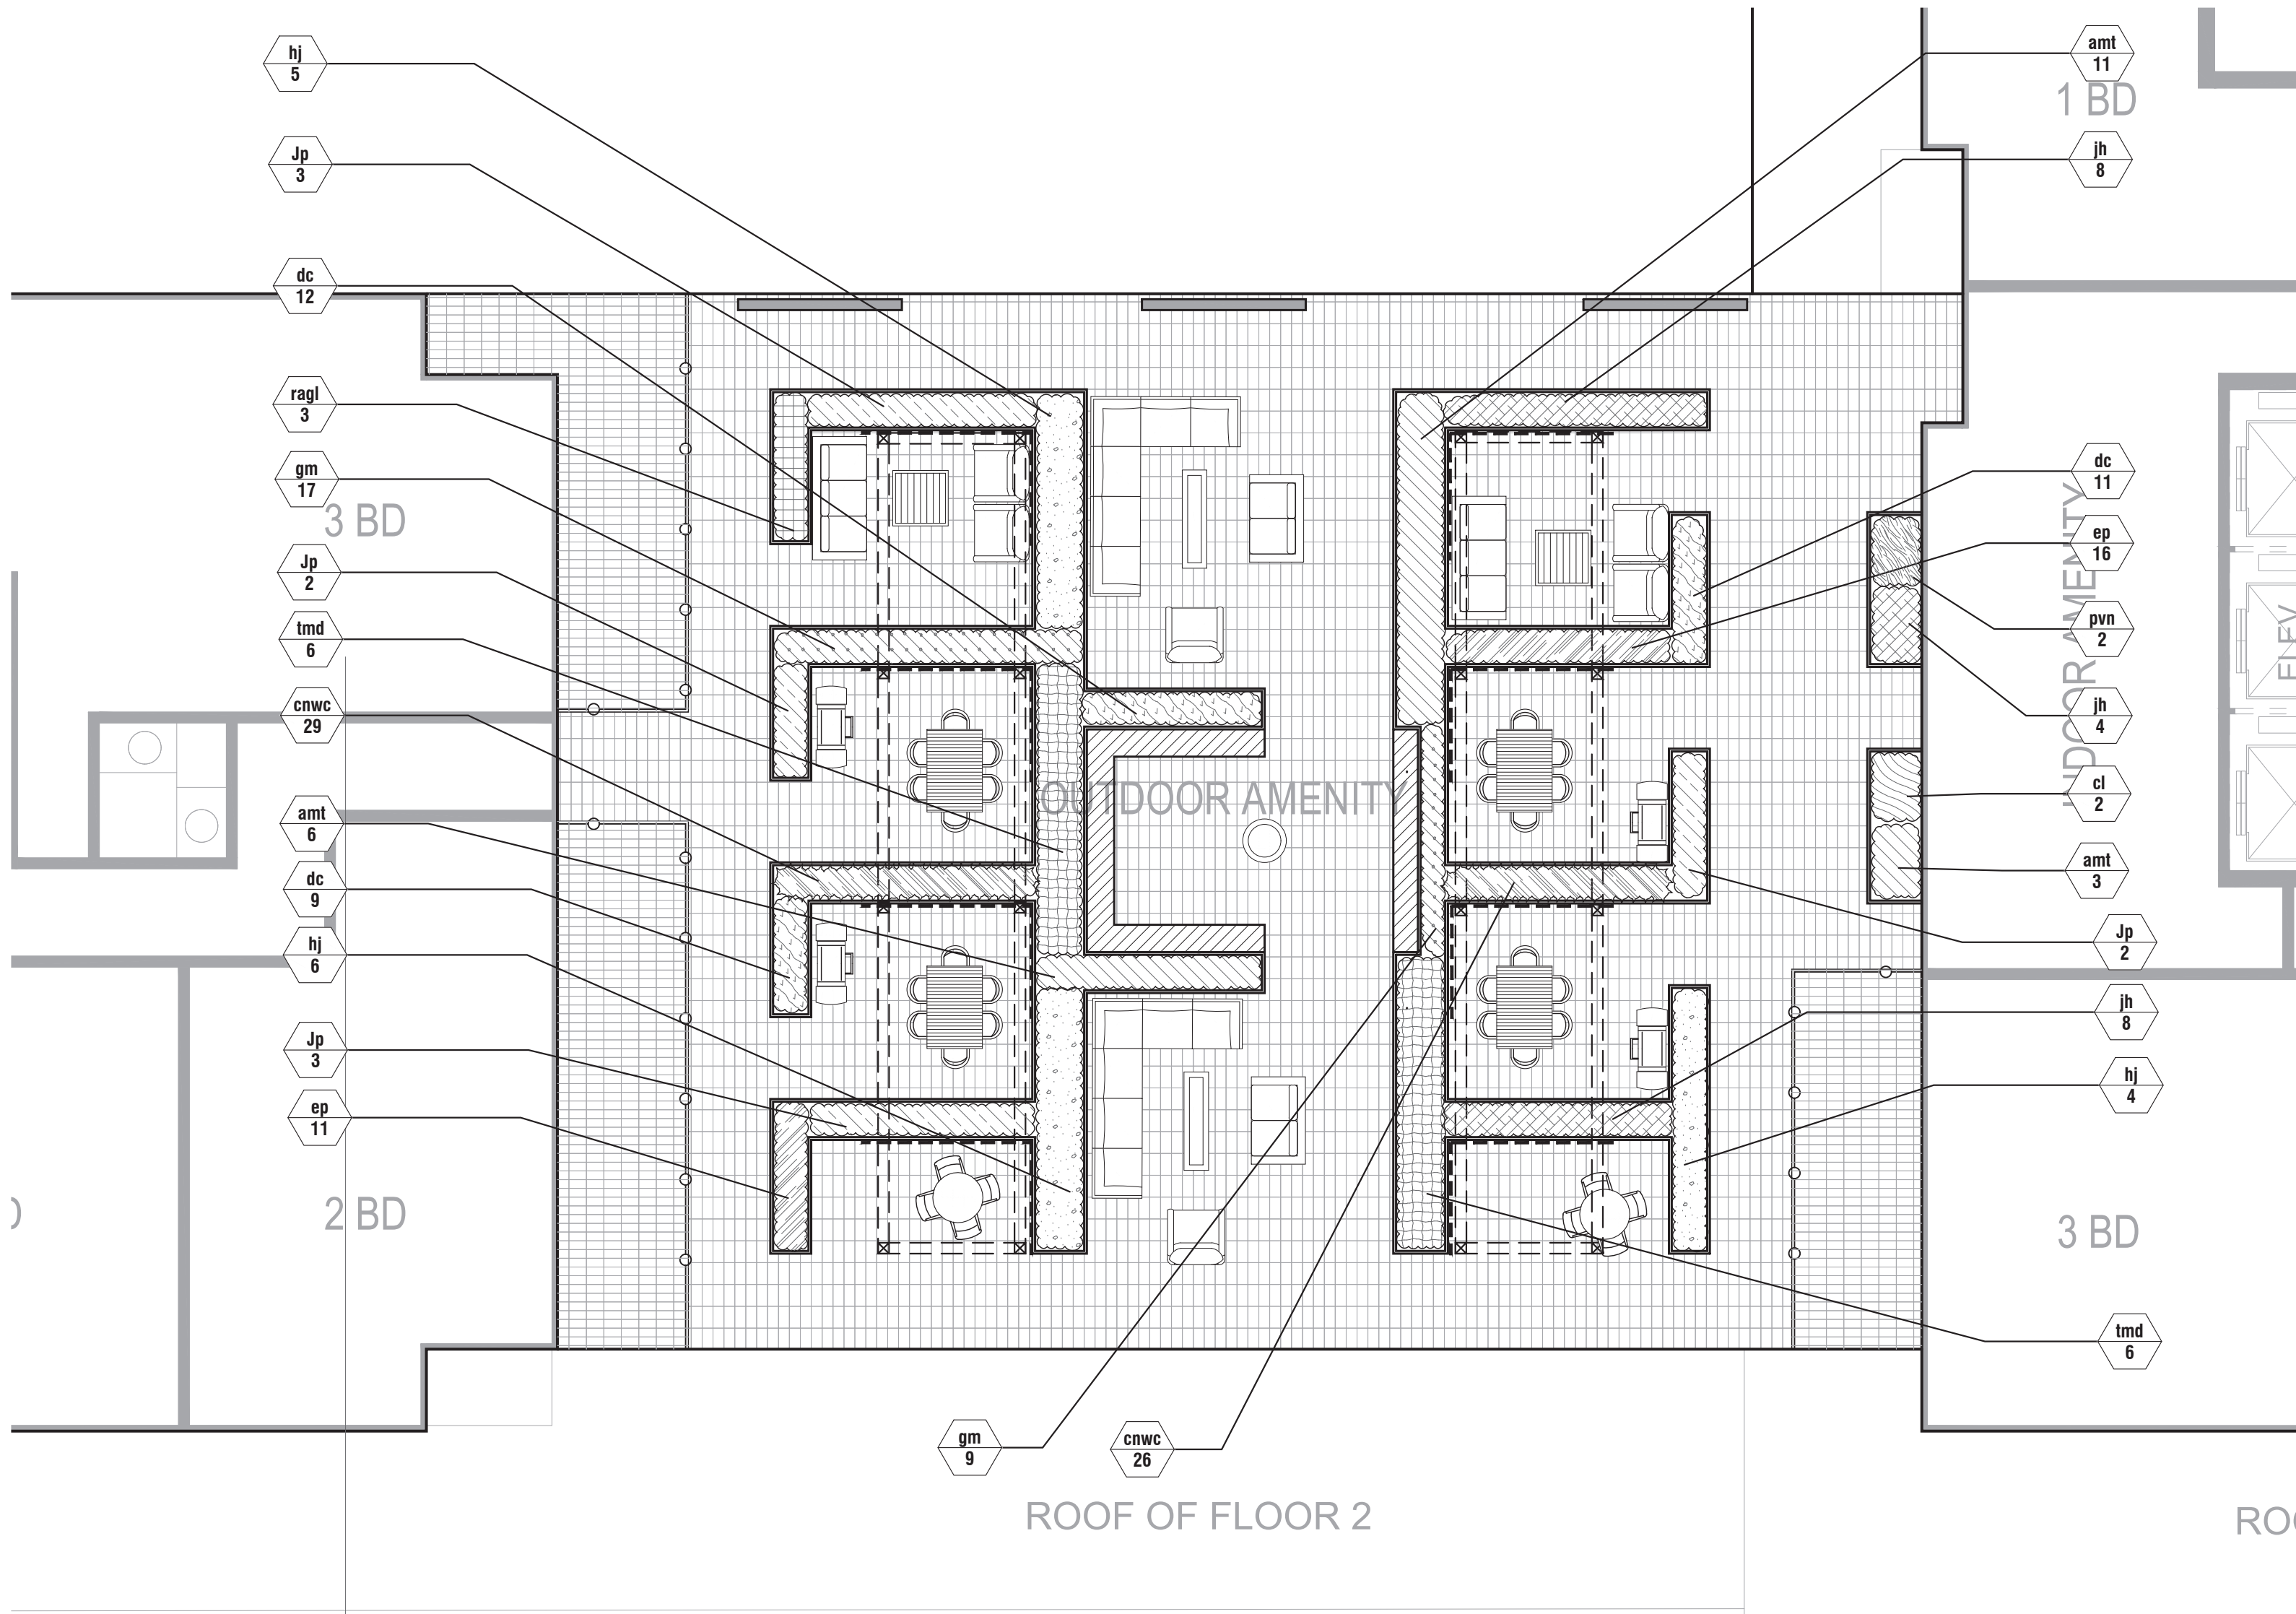 hj
5
Jp
3
dc
12
ragl
3
gm
17
3 BD
Jp
2
tmd
6
cnwc
29
amt
6
dc
9
hj
6
Jp
3
ep
11
2 BD
OUTDOOR AMENITY
amt
11
1 BD
jh
8
dc
11
ep
16
pvn
2
jh
4
cl
2
amt
3
Jp
2
jh
8
hj
4
3 BD
tmd
6
INDOOR AMENITY
ELEV
gm
9
cnwc
26
ROOF OF FLOOR 2